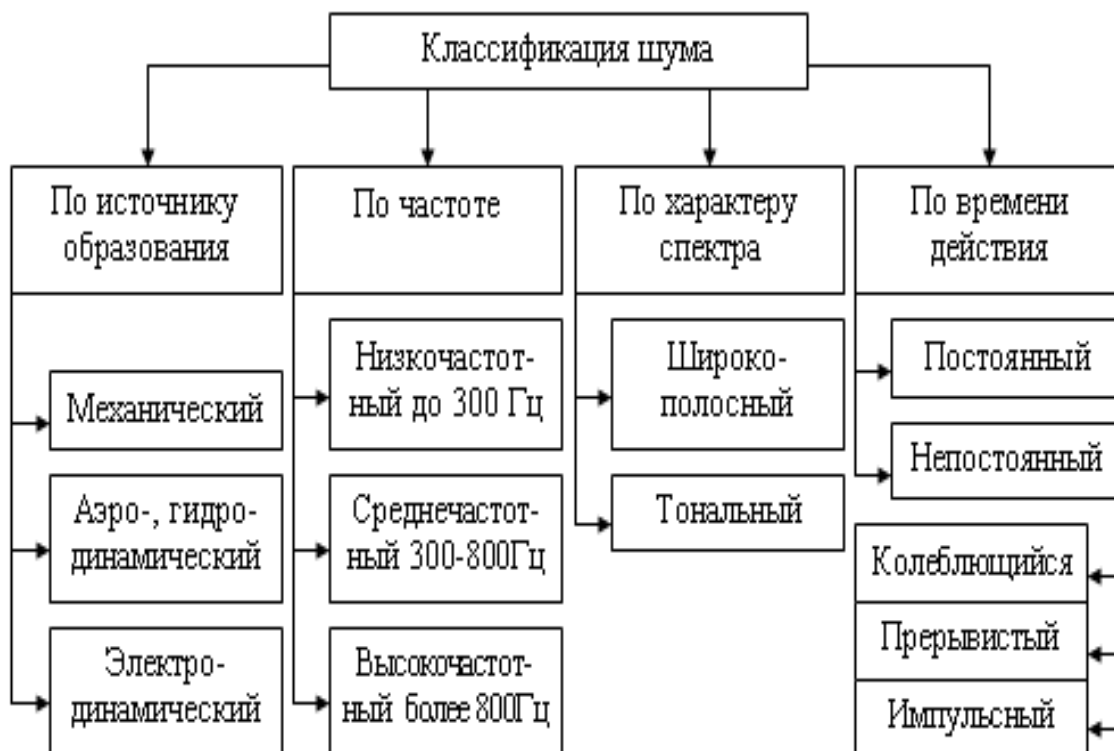 Классификация шума
По источнику
образования
Механический
Аэро-, гидро-
динамический
Электро-
динамический
По частоте
Низкочастот-
ный до 300 Гц
Среднечастот-
ный 300-800Гц
Высокочастот-
ный более 800Гц
По характеру
спектра
Широко-
полосный
Тональный
По времени
действия
Постоянный
Непостоянный
Колеблющийся
Прерывистый
Импульсный